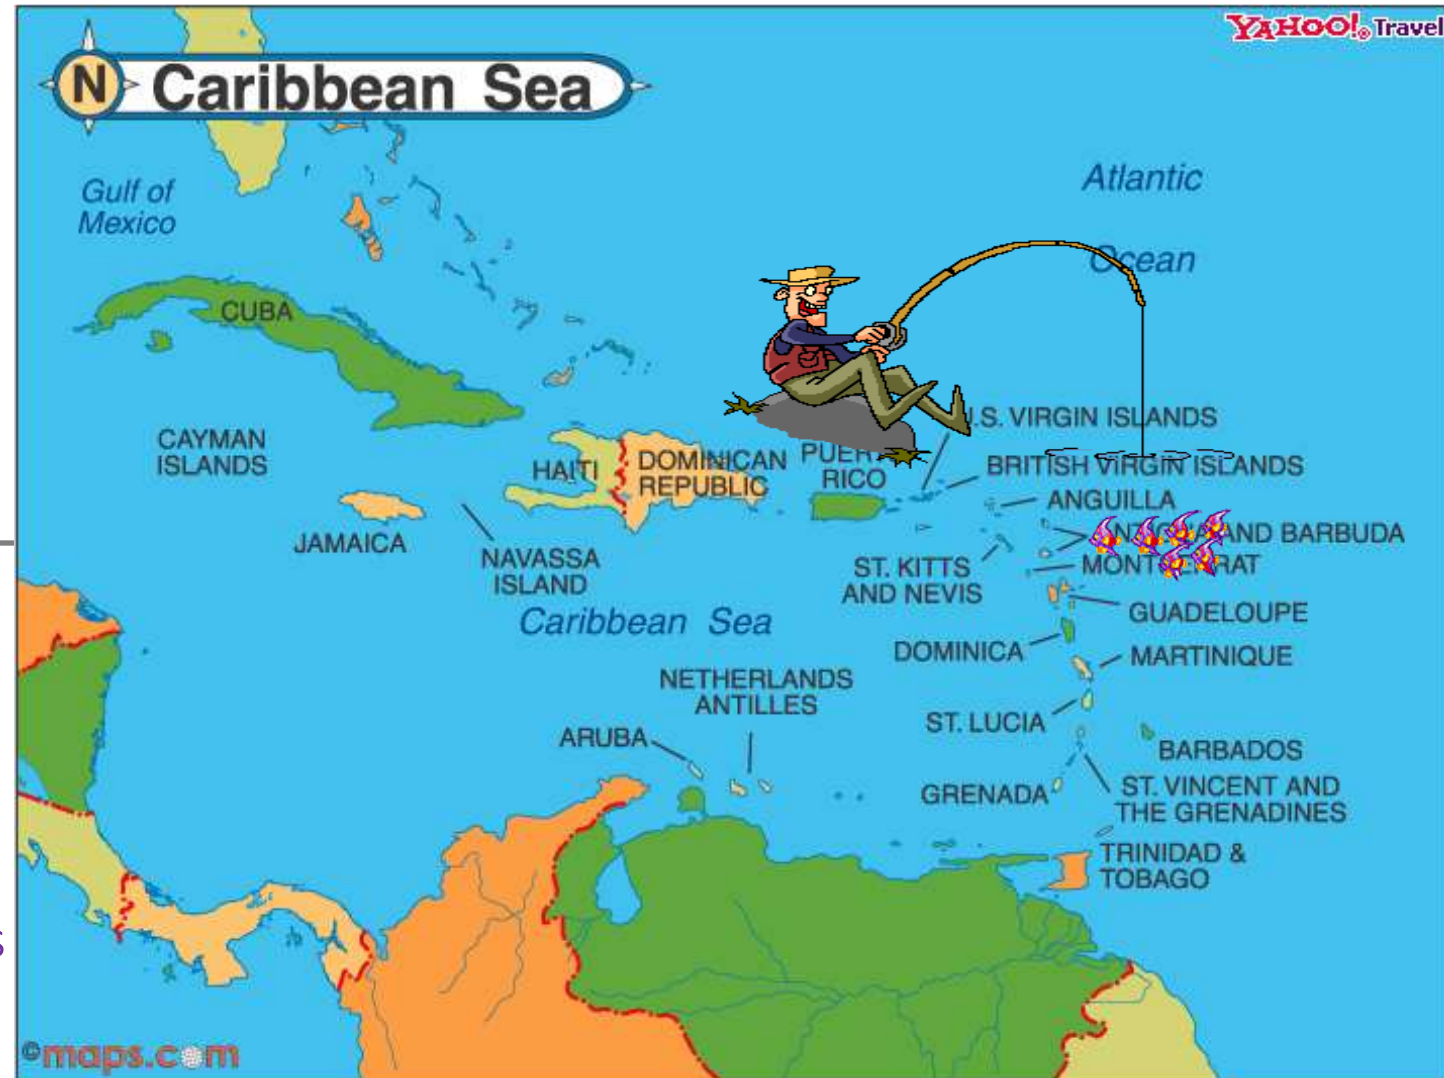 YAHOO! Travel
N Caribbean Sea
Gulf of
Mexico
Atlantic
Ocean
CUBA
CAYMAN
ISLANDS
HAITI
DOMINICAN
REPUBLIC
RICO
U.S. VIRGIN ISLANDS
BRITISH VIRGIN ISLANDS
ANGUILLA
AND BARBUDA
JAMAICA
NAVASSA
ISLAND
ST. KITTS
AND NEVIS
GUADELOUPE
Caribbean Sea
DOMINICA
MARTINIQUE
NETHERLANDS
ANTILLES
ST. LUCIA
ARUBA
BARBADOS
GRENADA
ST. VINCENT AND
THE GRENADINES
TRINIDAD &
TOBAGO
©maps.com